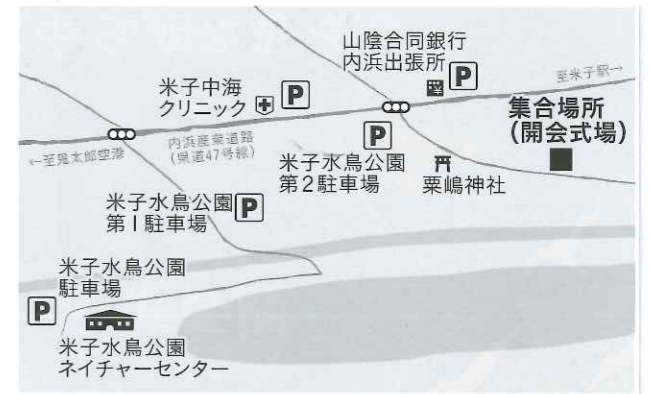 山陰合同銀行
内浜出張所
P
至米子駅→
米子中海
クリニック
P
集合場所
（開会式場）
内浜産業道路
（県道47号線）
←至鬼太郎空港
P
米子水鳥公園
第2駐車場
粟嶋神社
米子水鳥公園
第1駐車場
P
米子水鳥公園
駐車場
P
米子水鳥公園
ネイチャーセンター